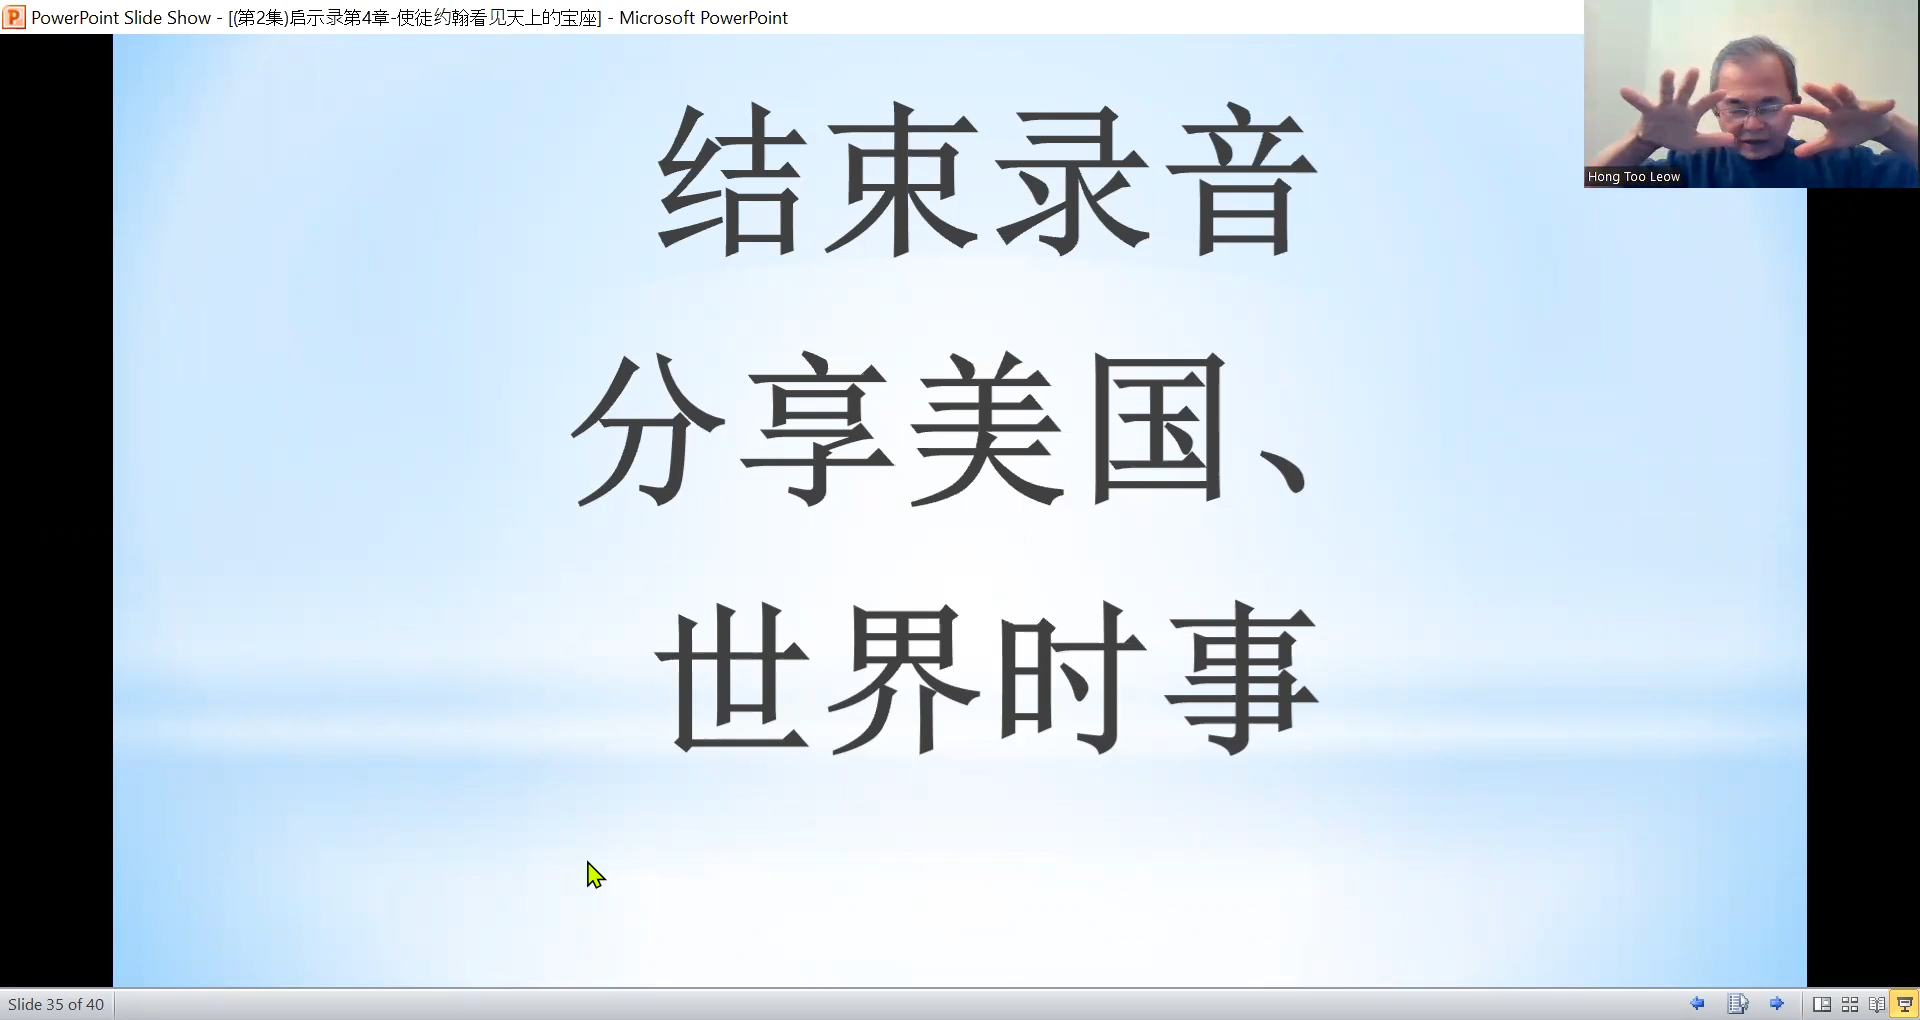 PowerPoint Slide Show - [(第2集)启示录第4章-使徒约翰看见天上的宝座] - Microsoft PowerPoint
Hong Too Leow
结束录音
分享美国、
世界时事
Slide 35 of 40